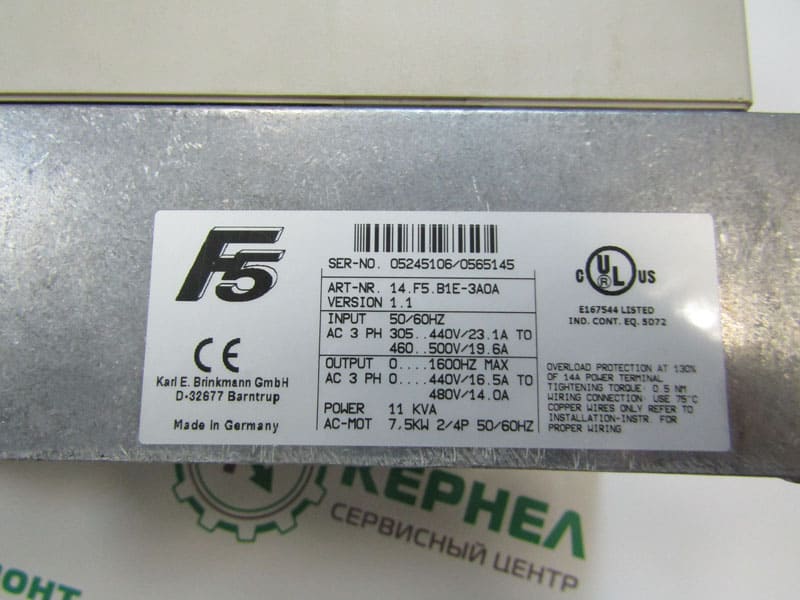 F5
SER-NO. 05245106/0565145
ART-NR. 14.F5.B1E-3A0A
VERSION 1.1
INPUT 50/60HZ
AC 3 PH 305..440V/23.1A TO
460..500V/19.6A
OUTPUT 0....1600HZ MAX
AC 3 PH 0....440V/16.5A TO
480V/14.0A
POWER 11 KVA
AC-MOT 7,5KW 2/4P 50/60HZ
CE
Karl E. Brinkmann GmbH
D-32677 Barntrup
Made in Germany
C UL US
E167544 LISTED
IND. CONT. EQ. 5D72
OVERLOAD PROTECTION AT 130%
OF 14A POWER TERMINAL
TIGHTENING TORQUE: 0.5 NM
WIRING CONNECTION: USE 75°C
COPPER WIRES ONLY REFER TO
INSTALLATION-INSTR. FOR
PROPER WIRING
КЕРНЕЛ
СЕРВИСНЫЙ ЦЕНТР